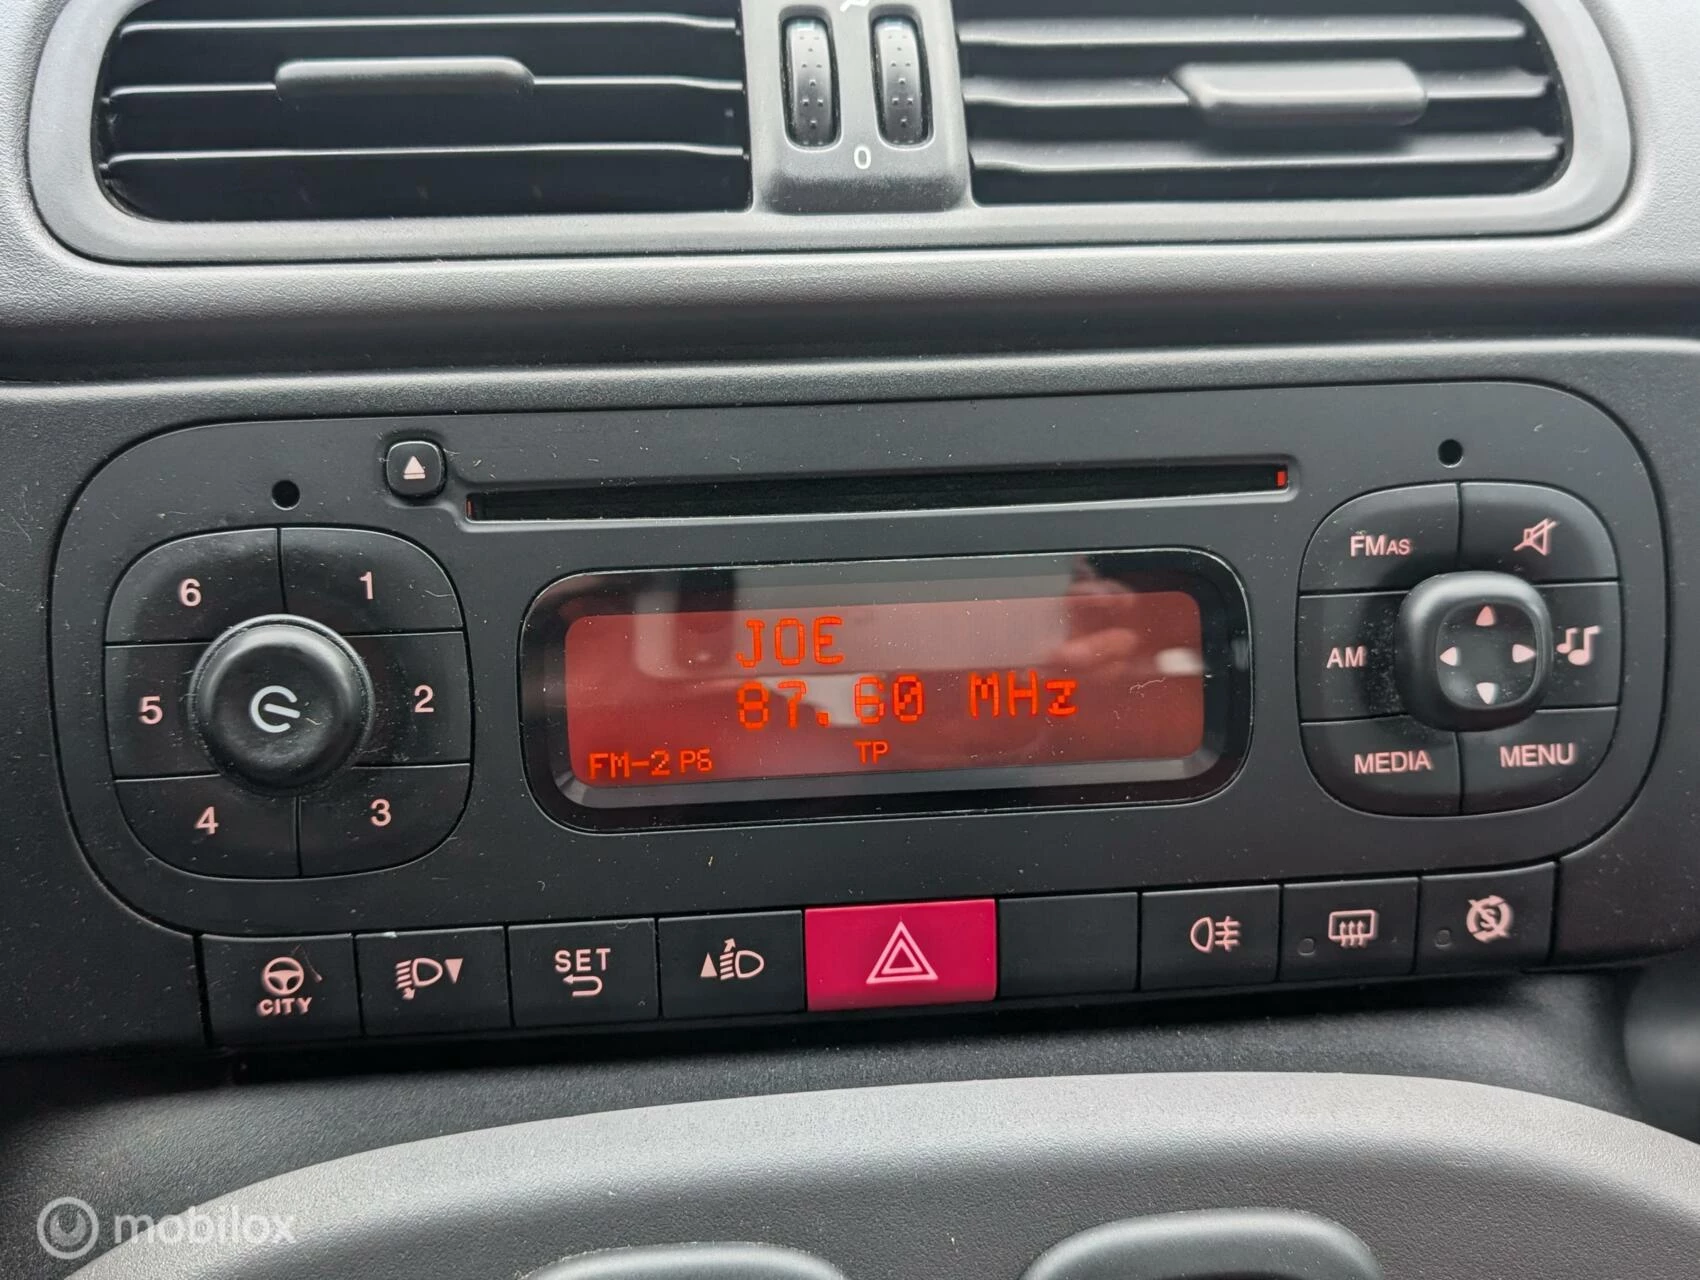 0
6 1
FMAS
JOE
AM
5 2
87.60 MHz
FM-2 P6 TP
MEDIA MENU
4 3
CITY
SET
mobilox